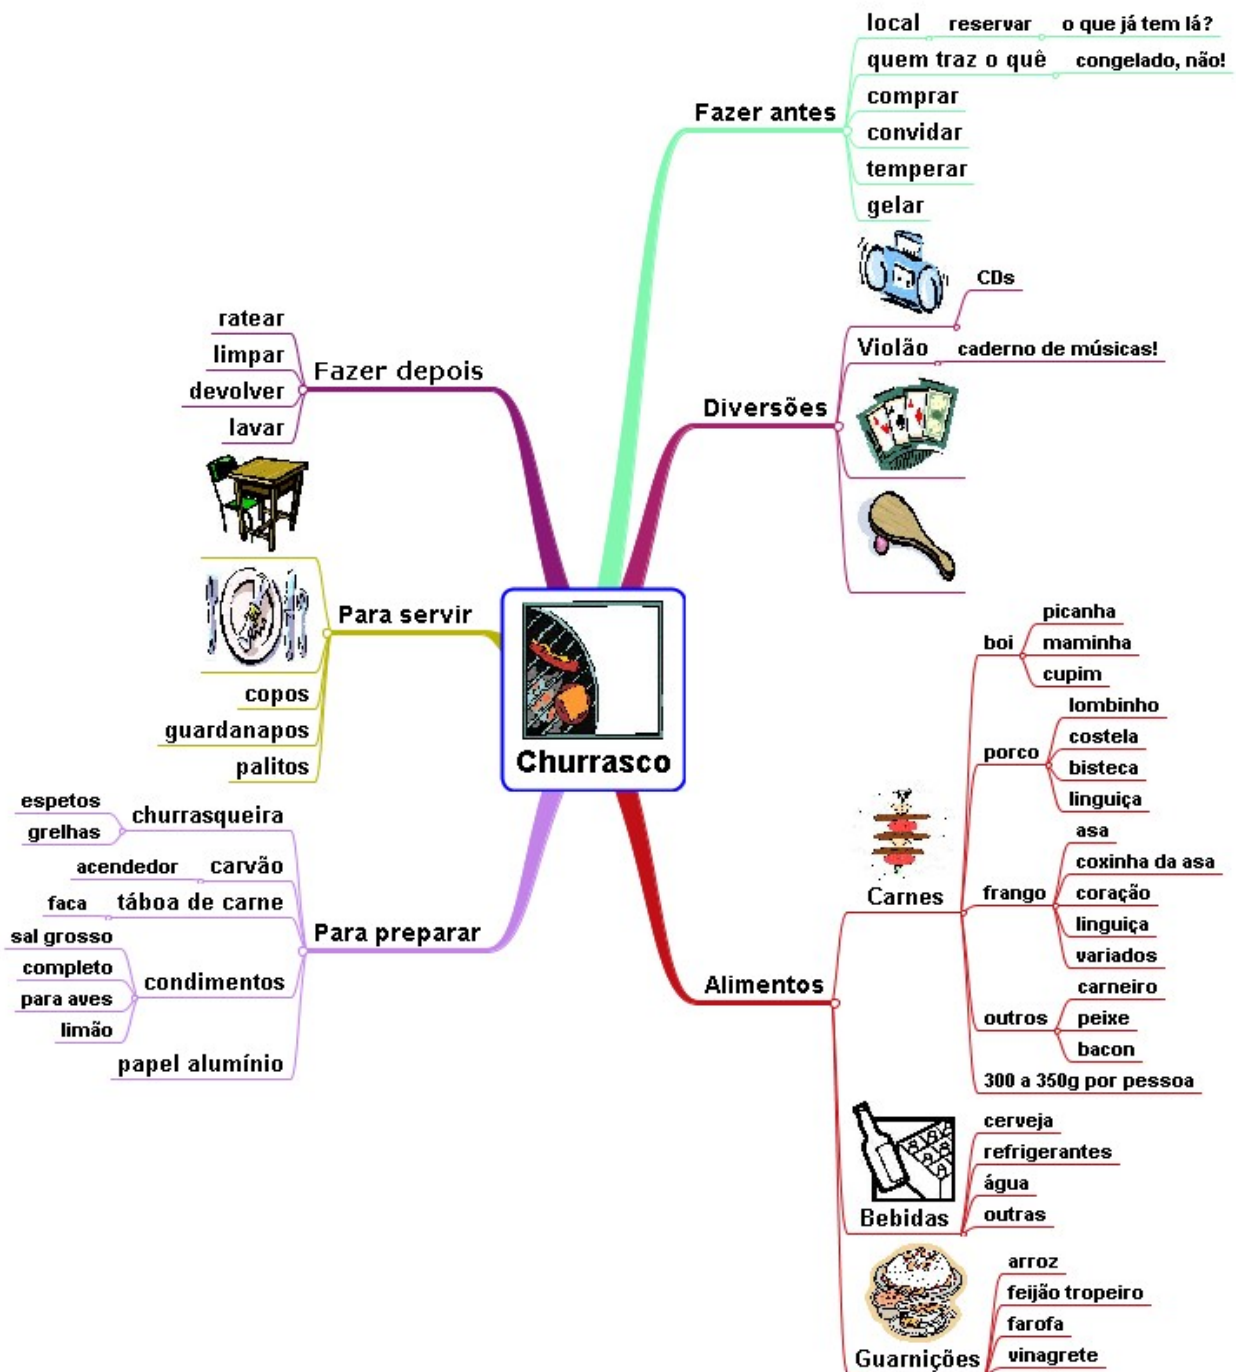 Churrasco
Fazer antes
local
reservar
o que já tem lá?
quem traz o quê
congelado, não!
comprar
convidar
temperar
gelar
Diversões
CDs
Violão
caderno de músicas!
Alimentos
Carnes
boi
picanha
maminha
cupim
porco
lombinho
costela
bisteca
linguiça
frango
asa
coxinha da asa
coração
linguiça
variados
outros
carneiro
peixe
bacon
300 a 350g por pessoa
Bebidas
cerveja
refrigerantes
água
outras
Guarnições
arroz
feijão tropeiro
farofa
vinagrete
Fazer depois
ratear
limpar
devolver
lavar
Para servir
copos
guardanapos
palitos
Para preparar
churrasqueira
espetos
grelhas
carvão
acendedor
táboa de carne
faca
condimentos
sal grosso
completo
para aves
limão
papel alumínio